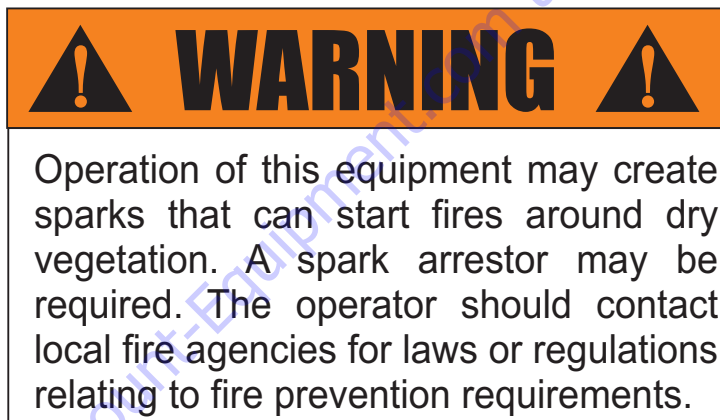 WARNING
Operation of this equipment may create
sparks that can start fires around dry
vegetation. A spark arrestor may be
required. The operator should contact
local fire agencies for laws or regulations
relating to fire prevention requirements.